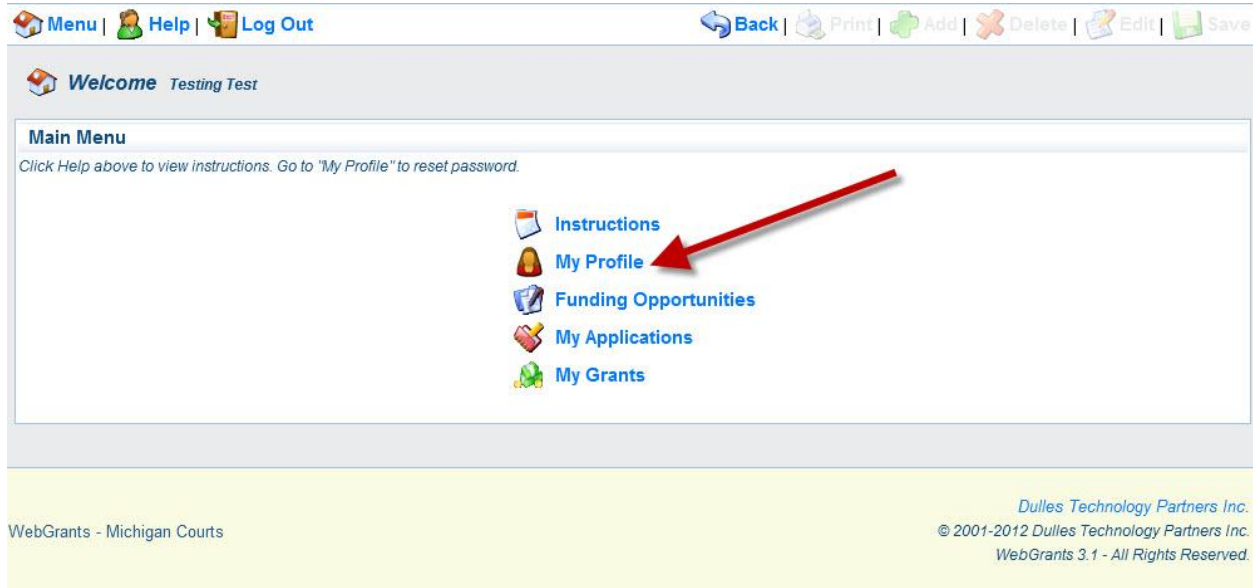 Menu | Help | Log Out
Back | Print | Add | Delete | Edit | Save
Welcome Testing Test
Main Menu
Click Help above to view instructions. Go to "My Profile" to reset password.
Instructions
My Profile
Funding Opportunities
My Applications
My Grants
Dulles Technology Partners Inc.
WebGrants - Michigan Courts
© 2001-2012 Dulles Technology Partners Inc.
WebGrants 3.1 - All Rights Reserved.